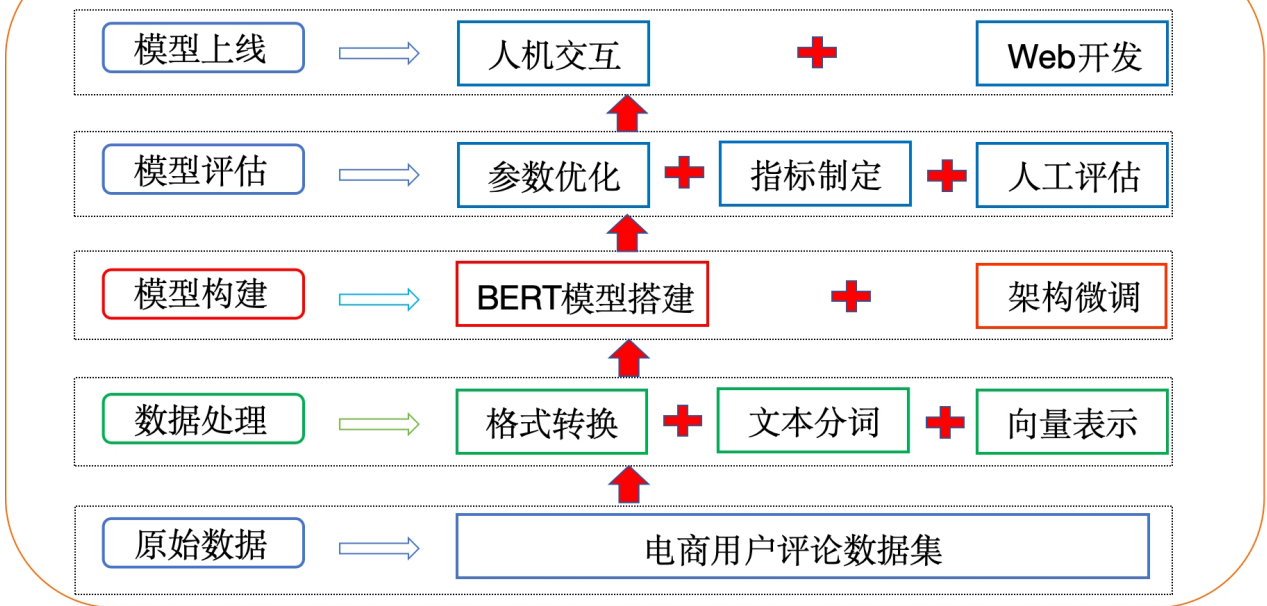 模型上线
人机交互
Web开发
模型评估
参数优化
指标制定
人工评估
模型构建
BERT模型搭建
架构微调
数据处理
格式转换
文本分词
向量表示
原始数据
电商用户评论数据集